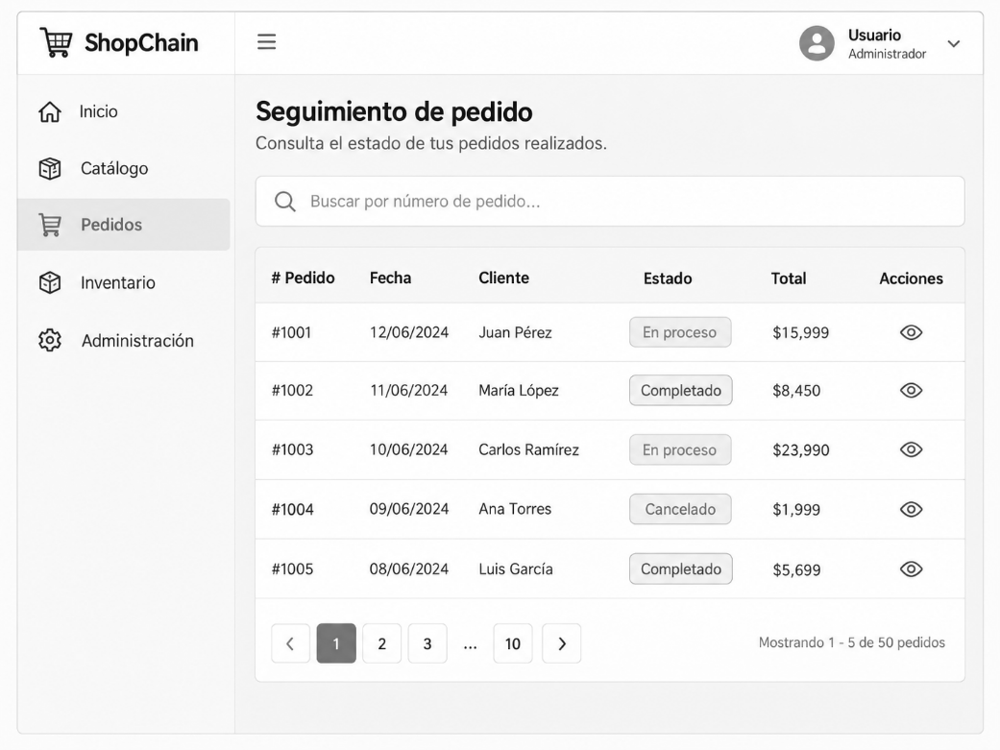 ShopChain
Usuario
Administrador
Inicio
Catálogo
Pedidos
Inventario
Administración
Seguimiento de pedido
Consulta el estado de tus pedidos realizados.
Buscar por número de pedido...
# Pedido Fecha Cliente Estado Total Acciones
#1001 12/06/2024 Juan Pérez En proceso $15,999
#1002 11/06/2024 María López Completado $8,450
#1003 10/06/2024 Carlos Ramírez En proceso $23,990
#1004 09/06/2024 Ana Torres Cancelado $1,999
#1005 08/06/2024 Luis García Completado $5,699
1 2 3 ... 10
Mostrando 1 - 5 de 50 pedidos